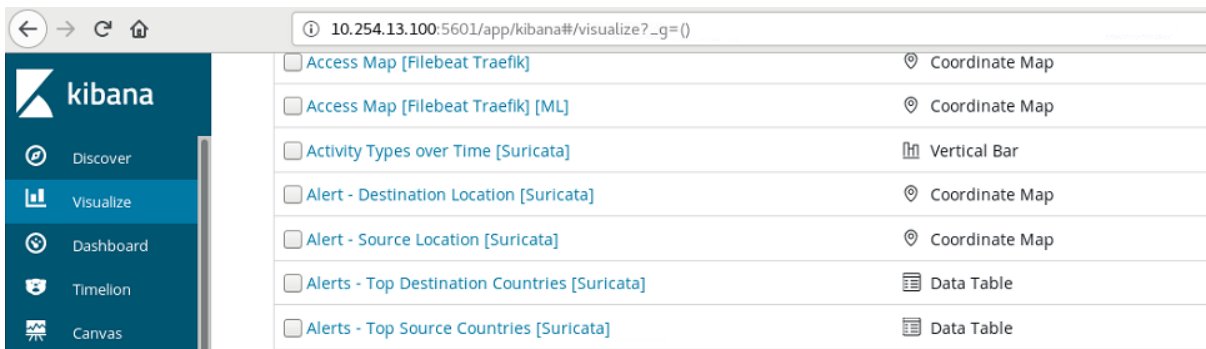 10.254.13.100:5601/app/kibana#/visualize?_g=()
kibana
Discover
Visualize
Dashboard
Timelion
Canvas
Access Map [Filebeat Traefik] Coordinate Map
Access Map [Filebeat Traefik] [ML] Coordinate Map
Activity Types over Time [Suricata] Vertical Bar
Alert - Destination Location [Suricata] Coordinate Map
Alert - Source Location [Suricata] Coordinate Map
Alerts - Top Destination Countries [Suricata] Data Table
Alerts - Top Source Countries [Suricata] Data Table